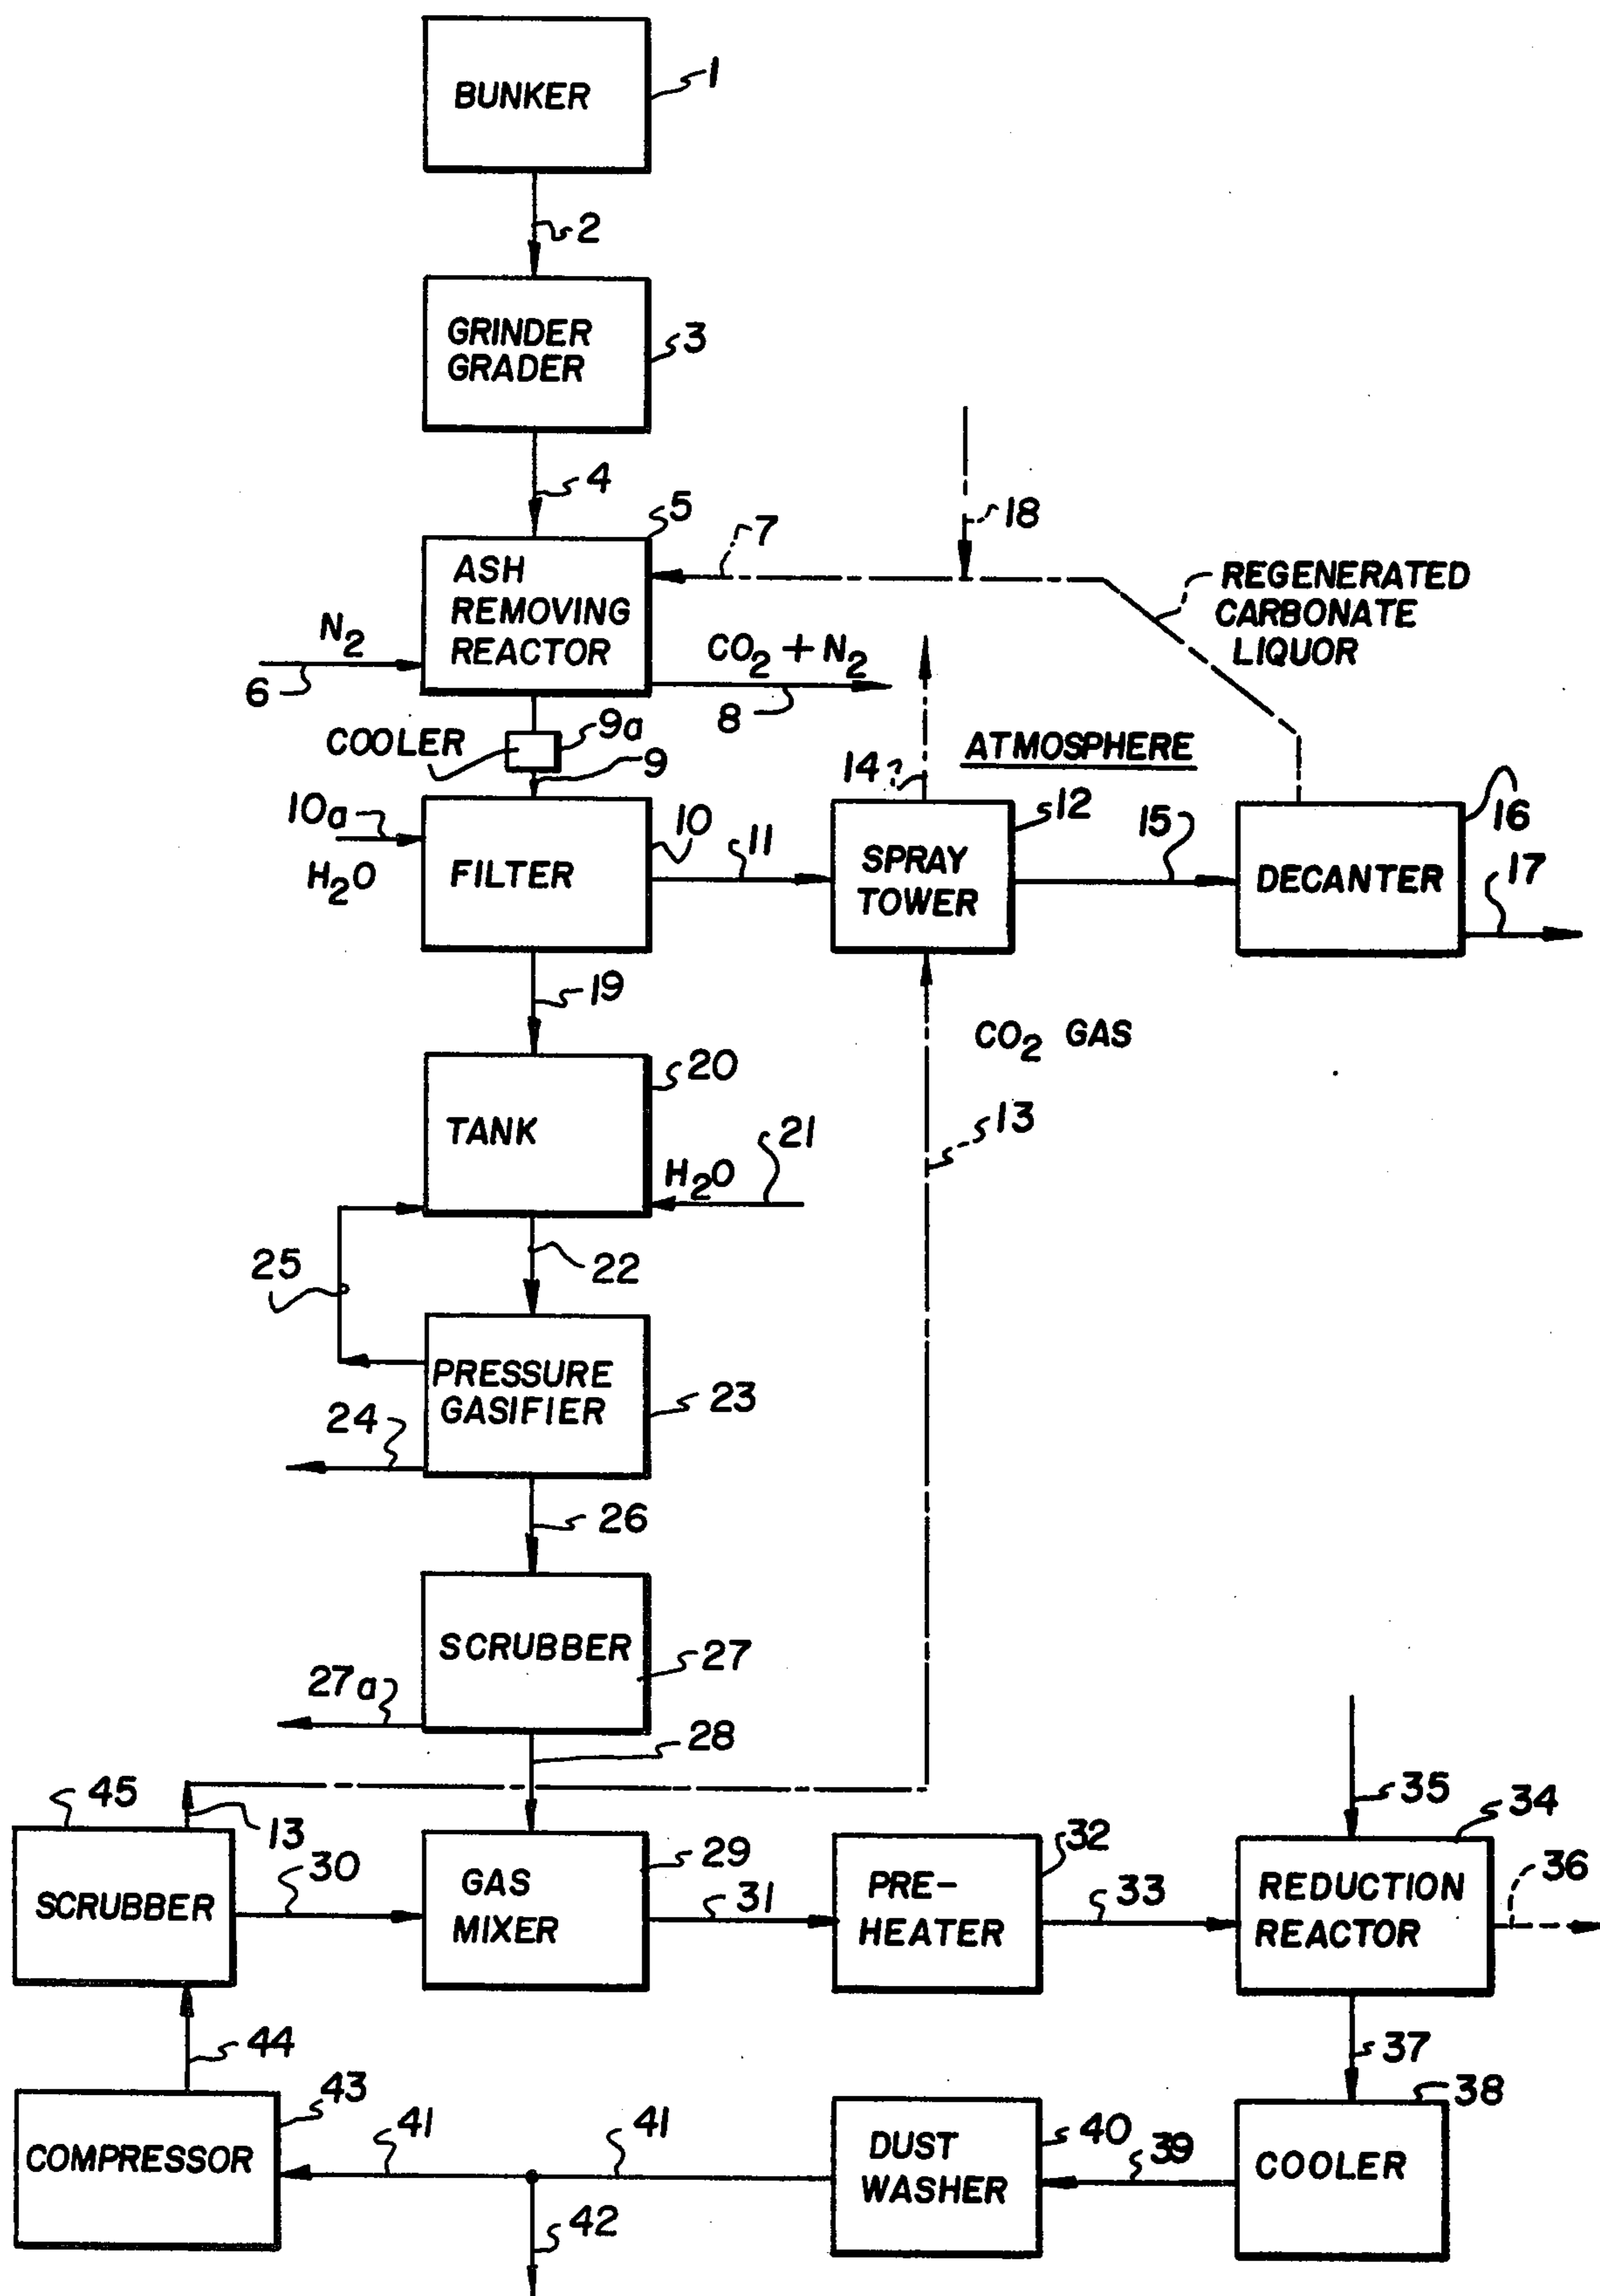 BUNKER
1
2
GRINDER
GRADER
3
4
5
ASH
REMOVING
REACTOR
7
18
REGENERATED
CARBONATE
LIQUOR
N2
6
CO2 + N2
8
COOLER
9a
9
ATMOSPHERE
14
10a
H2O
FILTER
10
11
SPRAY
TOWER
12
15
DECANTER
16
17
19
CO2 GAS
TANK
20
13
21
H2O
22
25
PRESSURE
GASIFIER
23
24
26
SCRUBBER
27
27a
28
35
45
13
SCRUBBER
30
GAS
MIXER
29
31
PRE-
HEATER
32
33
REDUCTION
REACTOR
34
36
44
37
COMPRESSOR
43
41
41
42
DUST
WASHER
40
39
COOLER
38